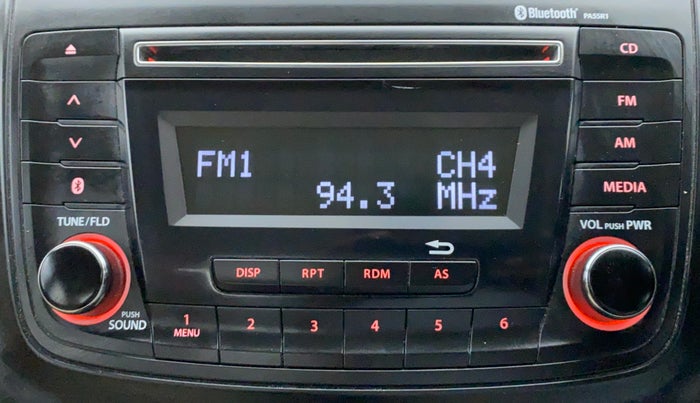 Bluetooth® PA5SR1
CD
FM
AM
MEDIA
FM1 CH4
94.3 MHz
TUNE/FLD
VOL PUSH PWR
DISP RPT RDM AS
PUSH
SOUND
1 2 3 4 5 6
MENU